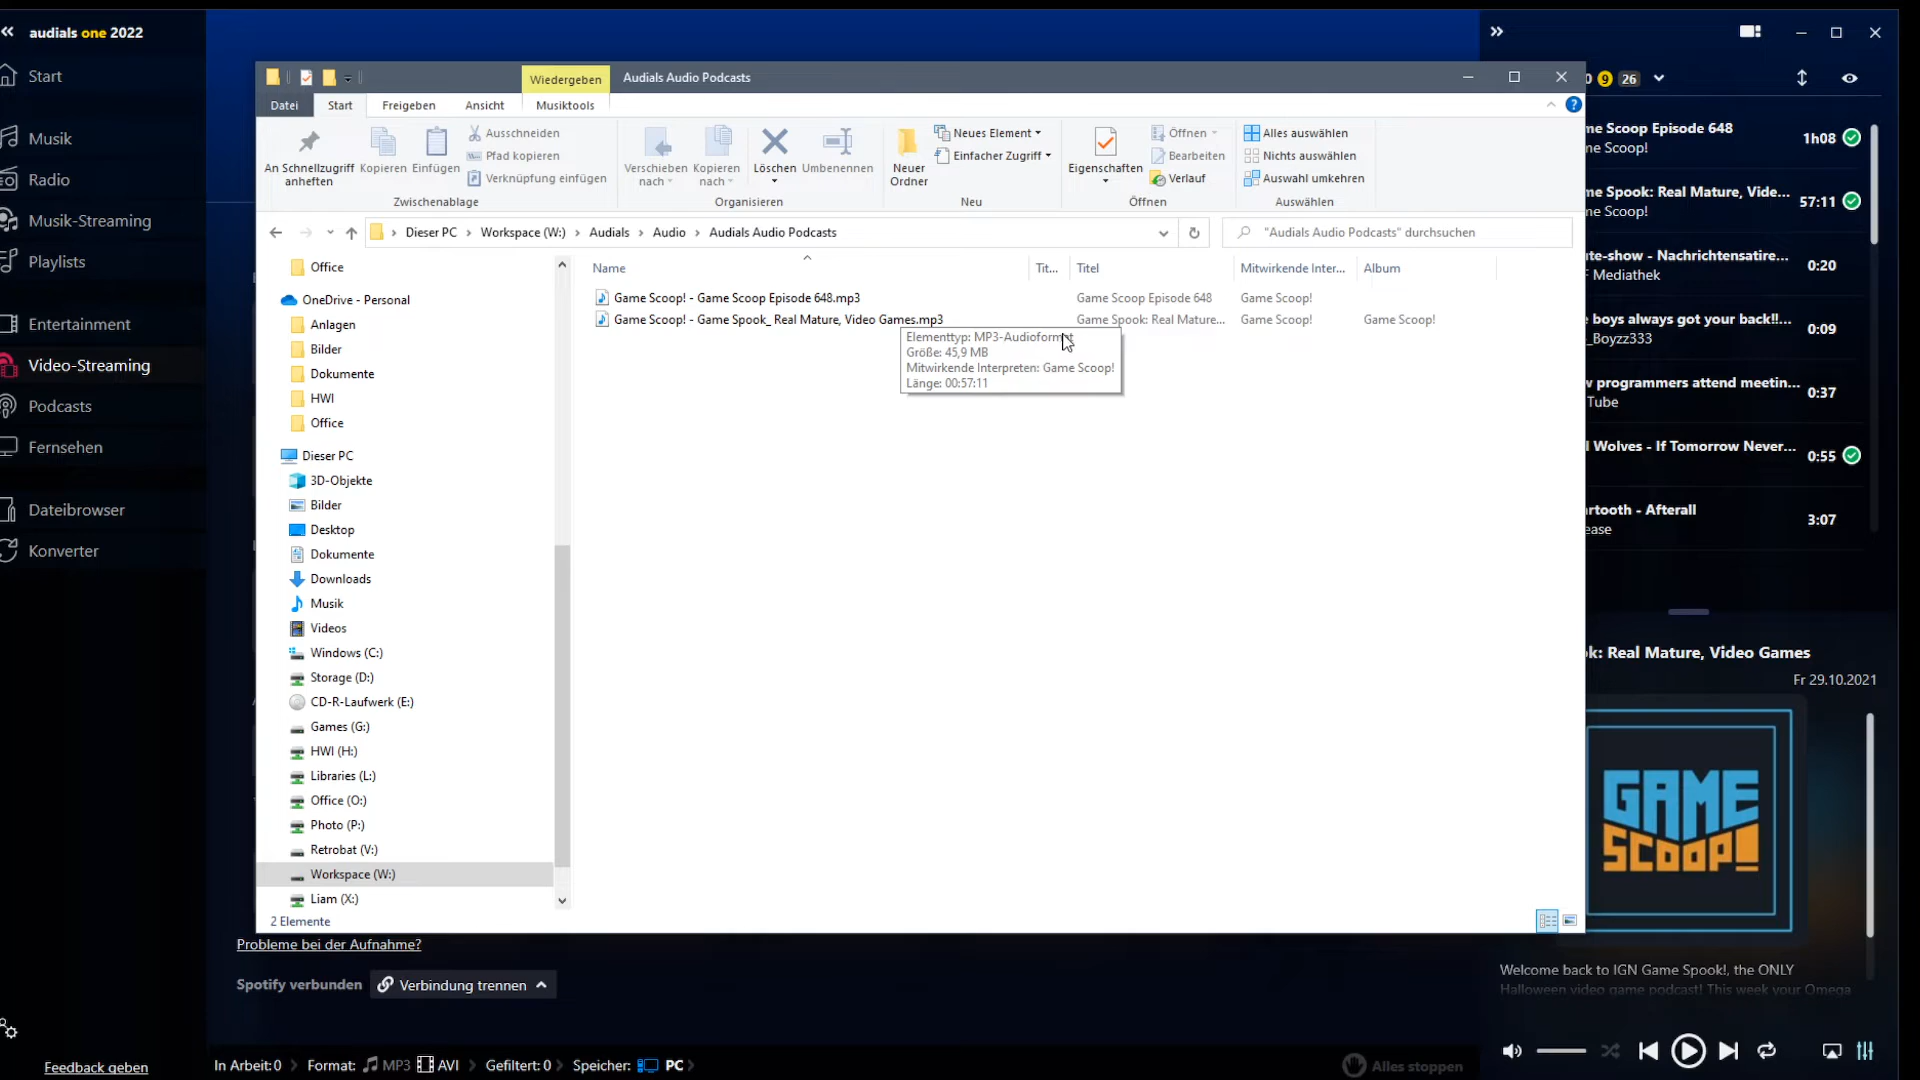 audials one 2022
Start
Musik
Radio
Musik-Streaming
Playlists
Entertainment
Video-Streaming
Podcasts
Fernsehen
Dateibrowser
Konverter
Feedback geben
Wiedergeben
Audials Audio Podcasts
Datei
Start
Freigeben
Ansicht
Musiktools
An Schnellzugriff
anheften
Kopieren
Einfügen
Ausschneiden
Pfad kopieren
Verknüpfung einfügen
Zwischenablage
Verschieben
nach
Kopieren
nach
Löschen
Umbenennen
Organisieren
Neuer
Ordner
Neues Element
Einfacher Zugriff
Neu
Eigenschaften
Öffnen
Bearbeiten
Verlauf
Öffnen
Alles auswählen
Nichts auswählen
Auswahl umkehren
Auswählen
Dieser PC
Workspace (W:)
Audials
Audio
Audials Audio Podcasts
"Audials Audio Podcasts" durchsuchen
Office
OneDrive - Personal
Anlagen
Bilder
Dokumente
HWI
Office
Dieser PC
3D-Objekte
Bilder
Desktop
Dokumente
Downloads
Musik
Videos
Windows (C:)
Storage (D:)
CD-R-Laufwerk (E:)
Games (G:)
HWI (H:)
Libraries (L:)
Office (O:)
Photo (P:)
Retrobat (V:)
Workspace (W:)
Liam (X:)
2 Elemente
Name
Tit...
Titel
Mitwirkende Inter...
Album
Game Scoop! - Game Scoop Episode 648.mp3
Game Scoop Episode 648
Game Scoop!
Game Scoop! - Game Spook_ Real Mature, Video Games.mp3
Game Spook: Real Mature...
Game Scoop!
Game Scoop!
Elementtyp: MP3-Audioformat
Größe: 45,9 MB
Mitwirkende Interpreten: Game Scoop!
Länge: 00:57:11
9
26
me Scoop Episode 648
me Scoop!
1h08
me Spook: Real Mature, Vide...
me Scoop!
57:11
ute-show - Nachrichtensatire...
F Mediathek
0:20
boys always got your back!!...
_Boyzz333
0:09
w programmers attend meetin...
Tube
0:37
l Wolves - If Tomorrow Never...
0:55
artooth - Afterall
ease
3:07
ok: Real Mature, Video Games
Fr 29.10.2021
GAME
SCOOP!
Welcome back to IGN Game Spook!, the ONLY
Halloween video game podcast! This week your Omega
Probleme bei der Aufnahme?
Spotify verbunden
Verbindung trennen
In Arbeit: 0
Format:
MP3
AVI
Gefiltert: 0
Speicher:
PC
Alles stoppen